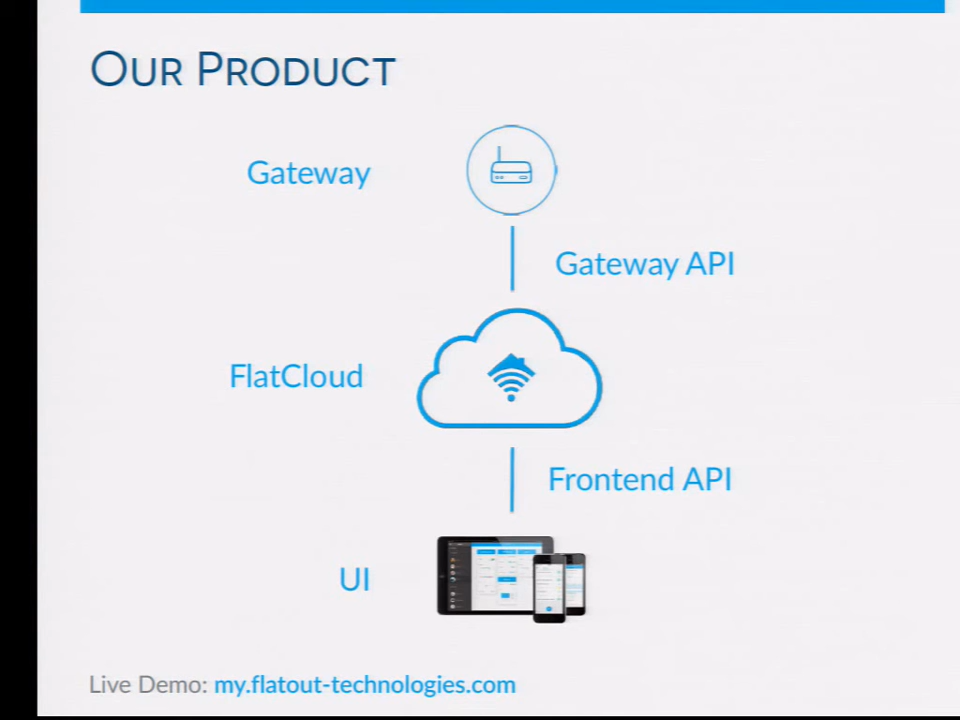 Our Product
Gateway
Gateway API
FlatCloud
Frontend API
UI
Live Demo: my.flatout-technologies.com